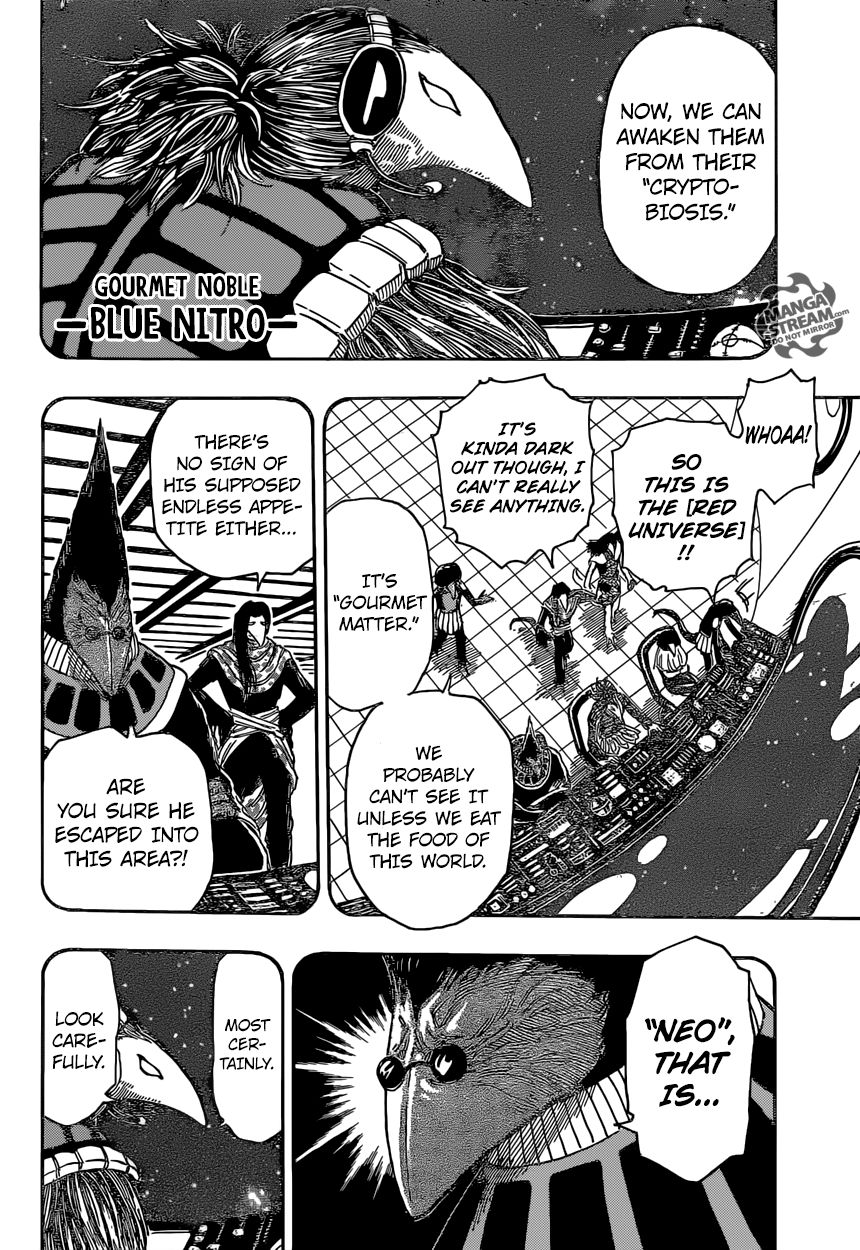 NOW, WE CAN
AWAKEN THEM
FROM THEIR
"CRYPTO-
BIOSIS."
GOURMET NOBLE
—BLUE NITRO—
MANGA
STREAM.com
DO NOT MIRROR
WHOAA!
SO
THIS IS
THE [RED
UNIVERSE]
!!
IT'S
KINDA DARK
OUT THOUGH, I
CAN'T REALLY
SEE ANYTHING.
IT'S
"GOURMET
MATTER."
WE
PROBABLY
CAN'T SEE IT
UNLESS WE EAT
THE FOOD OF
THIS WORLD.
THERE'S
NO SIGN OF
HIS SUPPOSED
ENDLESS APPE-
TITE EITHER...
ARE
YOU SURE HE
ESCAPED INTO
THIS AREA?!
"NEO",
THAT
IS...
MOST
CER-
TAINLY.
LOOK
CARE-
FULLY.